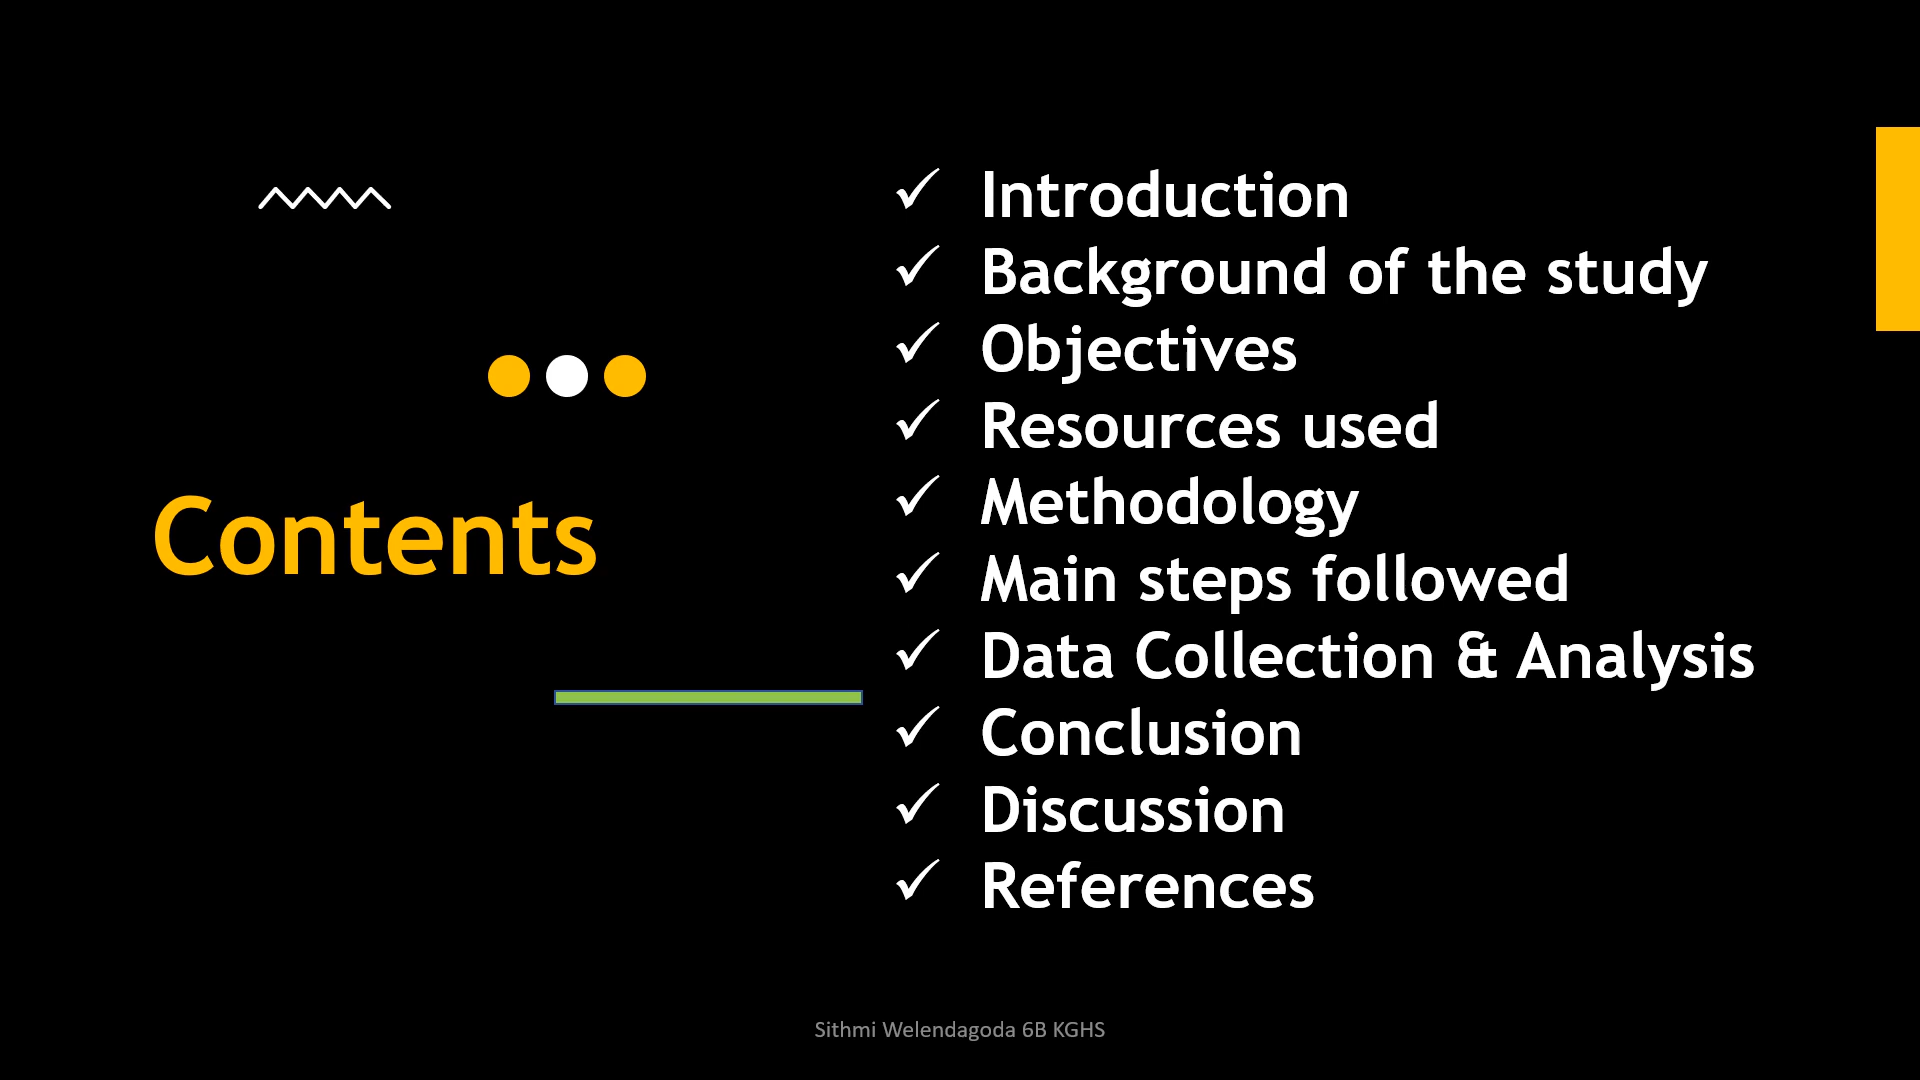 Contents
✓ Introduction
✓ Background of the study
✓ Objectives
✓ Resources used
✓ Methodology
✓ Main steps followed
✓ Data Collection & Analysis
✓ Conclusion
✓ Discussion
✓ References
Sithmi Welendagoda 6B KGHS